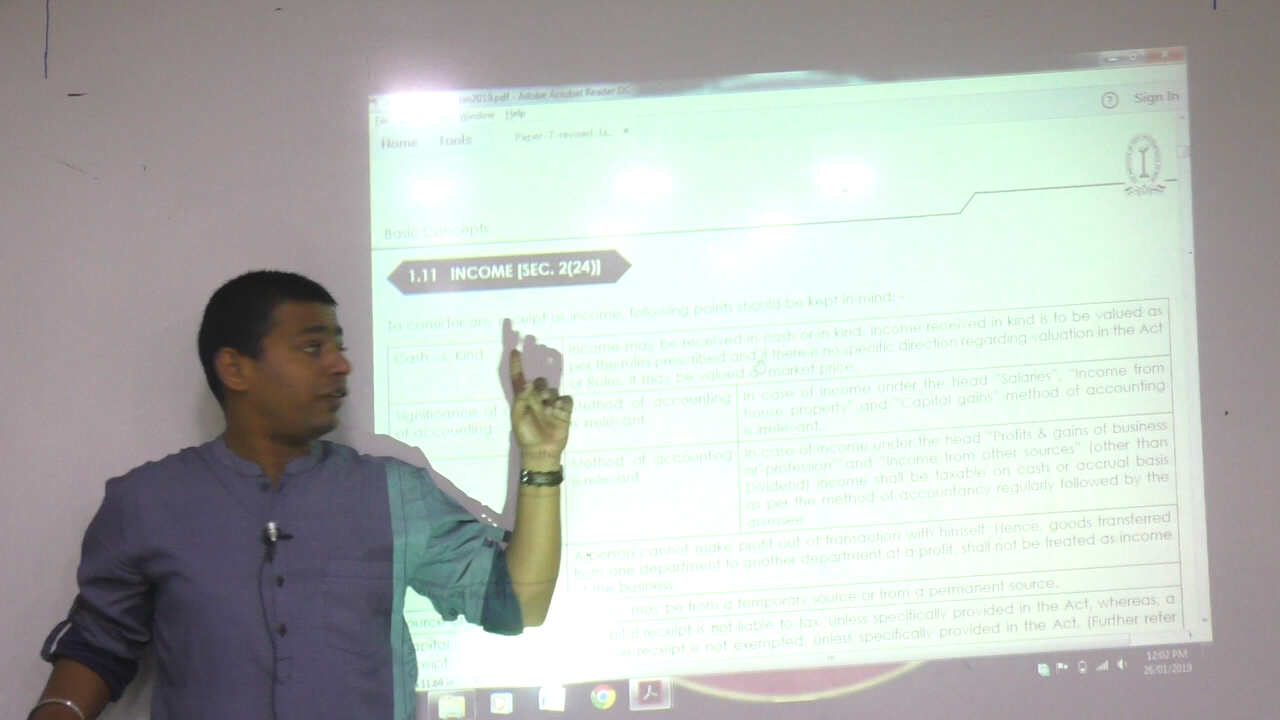 an2019.pdf - Adobe Acrobat Reader DC
Window Help
Sign In
Home Tools Paper-7-revised-Ja... ×
Basic Concepts
1.11 INCOME [SEC. 2(24)]
To consider any receipt as income, following points should be kept in mind: -
Cash vs. Kind
Income may be received in cash or in kind. Income received in kind is to be valued as
per the rules prescribed and if there is no specific direction regarding valuation in the Act
or Rules, it may be valued market price.
Significance of
of accounting
Method of accounting
is irrelevant
In case of income under the head "Salaries", "Income from
house property" and "Capital gains" method of accounting
is irrelevant.
Method of accounting
is relevant
In case of income under the head "Profits & gains of business
or profession" and "Income from other sources" (other than
Dividend) income shall be taxable on cash or accrual basis
as per the method of accountancy regularly followed by the
assessee.
A person cannot make profit out of transaction with himself. Hence, goods transferred
from one department to another department at a profit, shall not be treated as income
the business.
may be from a temporary source or from a permanent source.
receipt is not liable to tax, unless specifically provided in the Act, whereas, a
receipt is not exempted, unless specifically provided in the Act. (Further refer
12:02 PM
26/01/2019